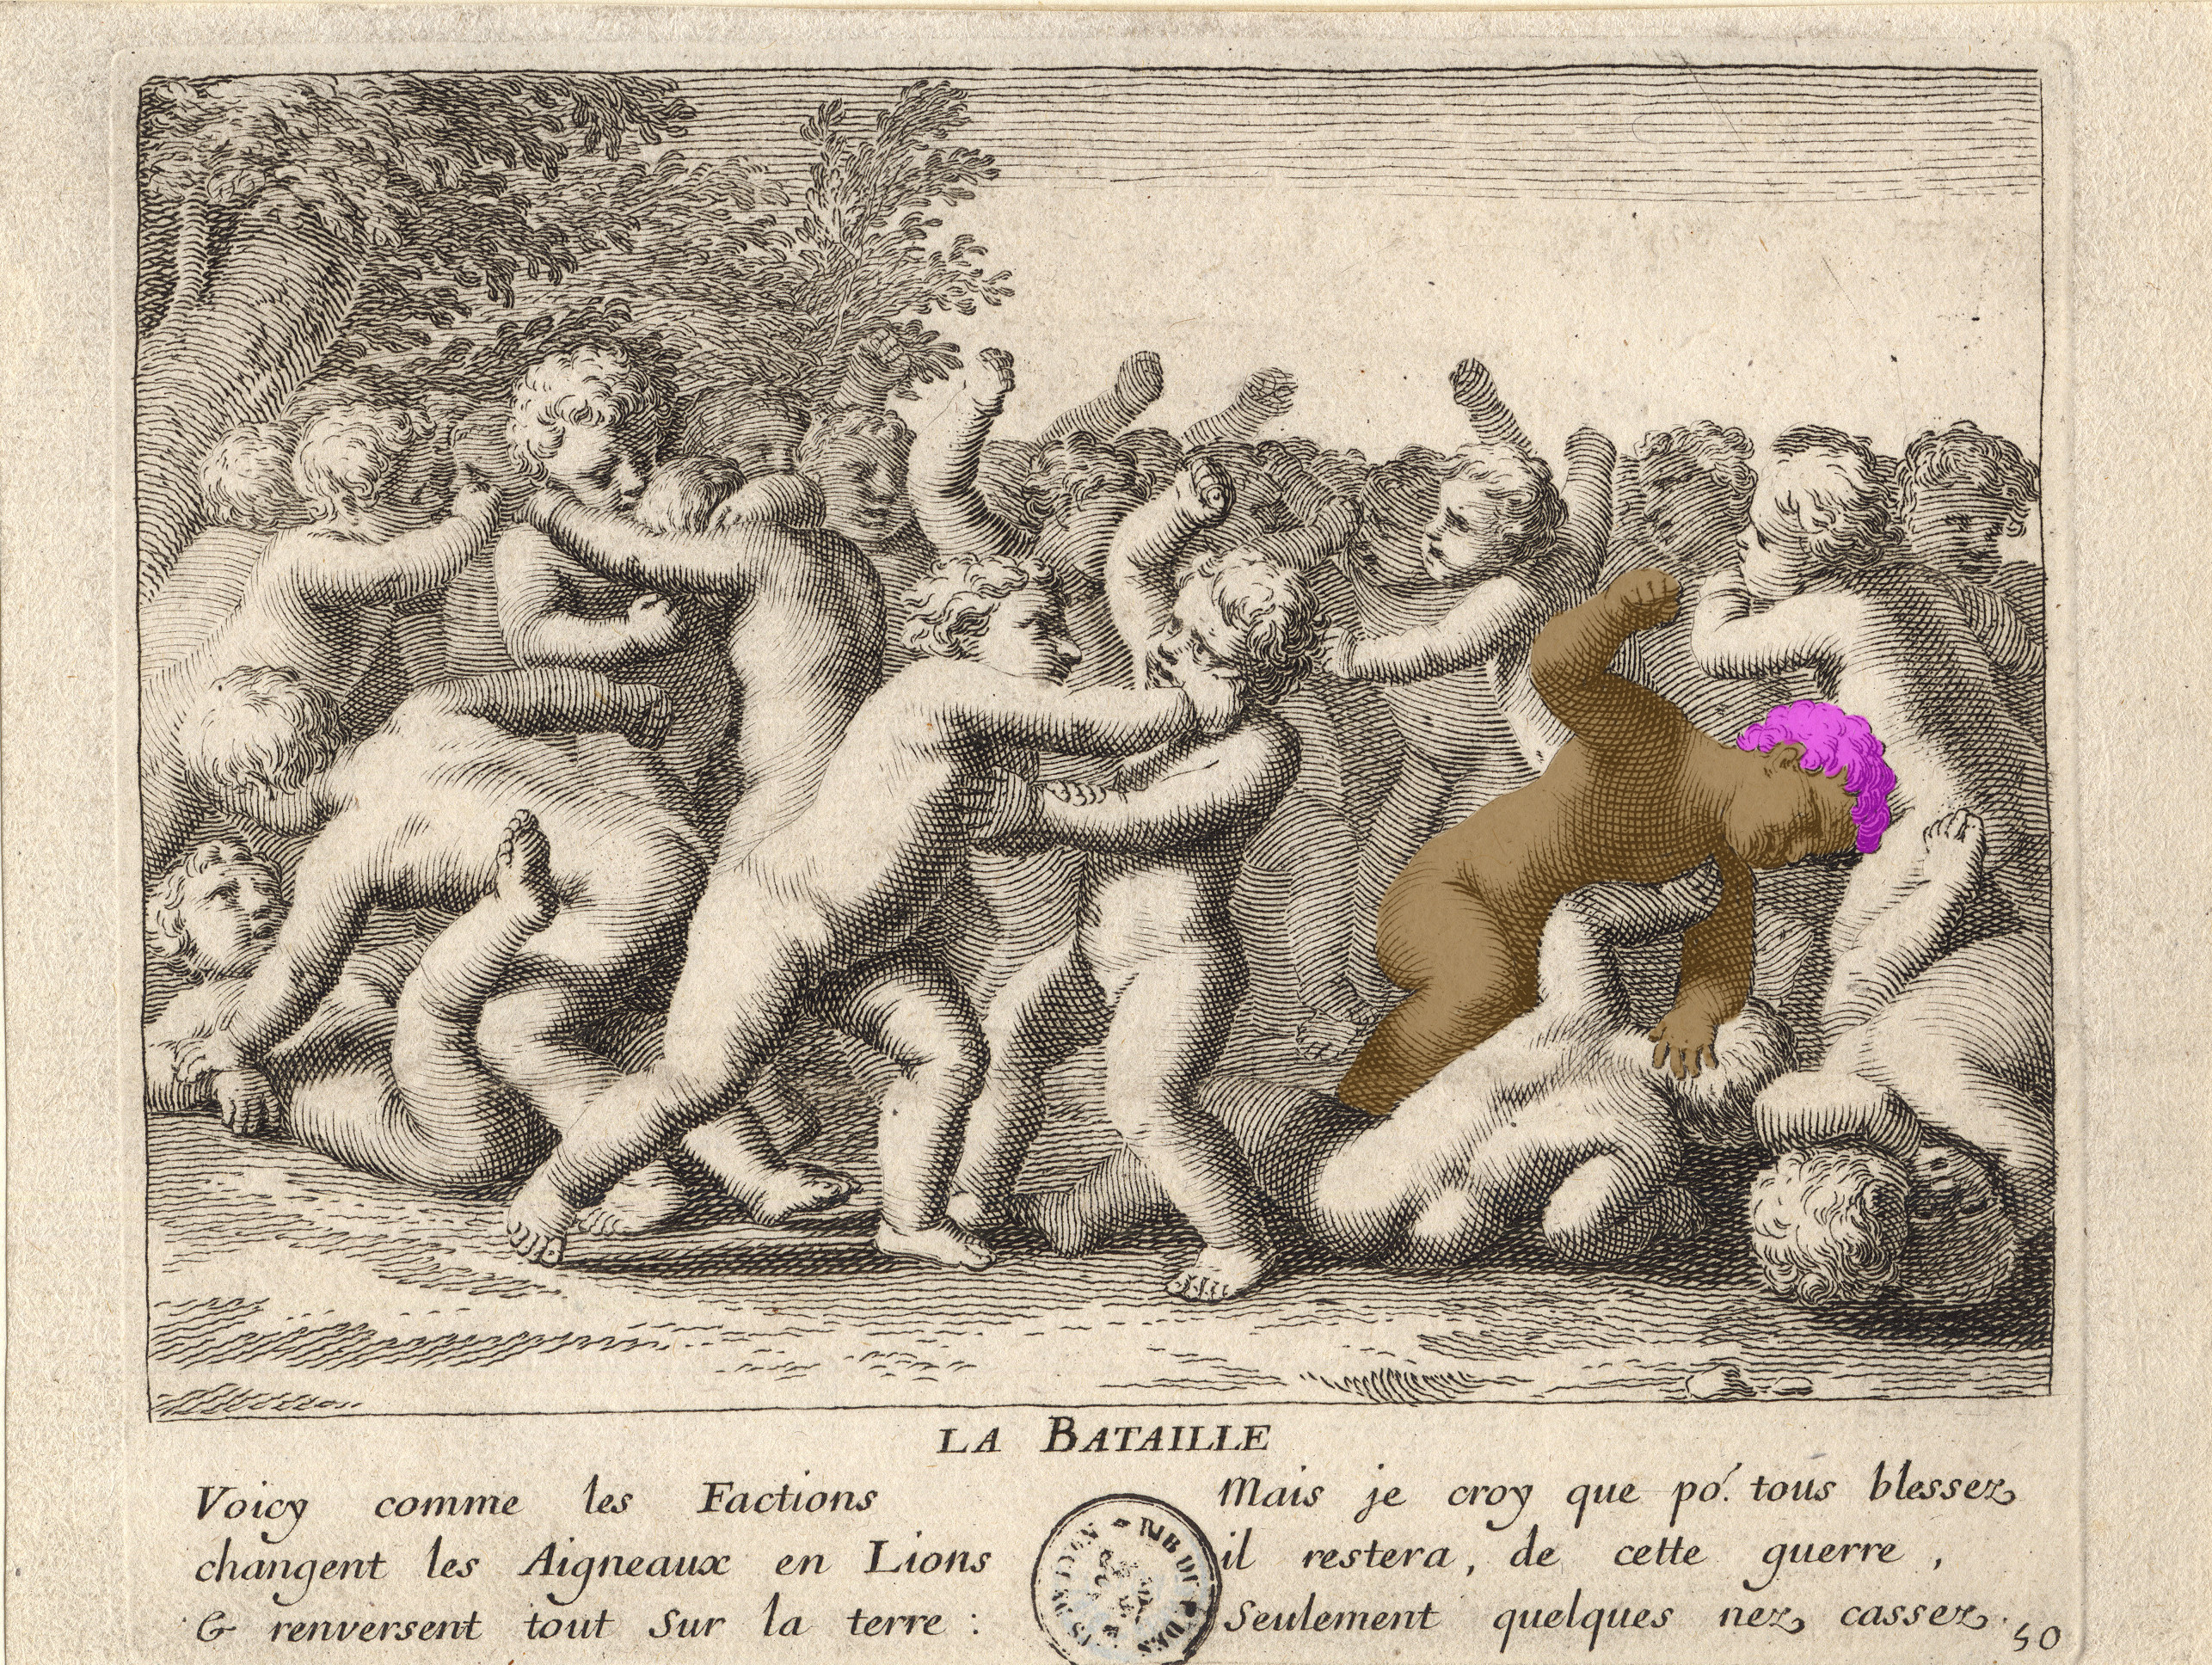 LA BATAILLE
Voicy comme les Factions
changent les Aigneaux en Lions
& renversent tout sur la terre :
Mais je croy que po.r tous blessez
il restera, de cette guerre,
seulement quelques nez cassez.
50